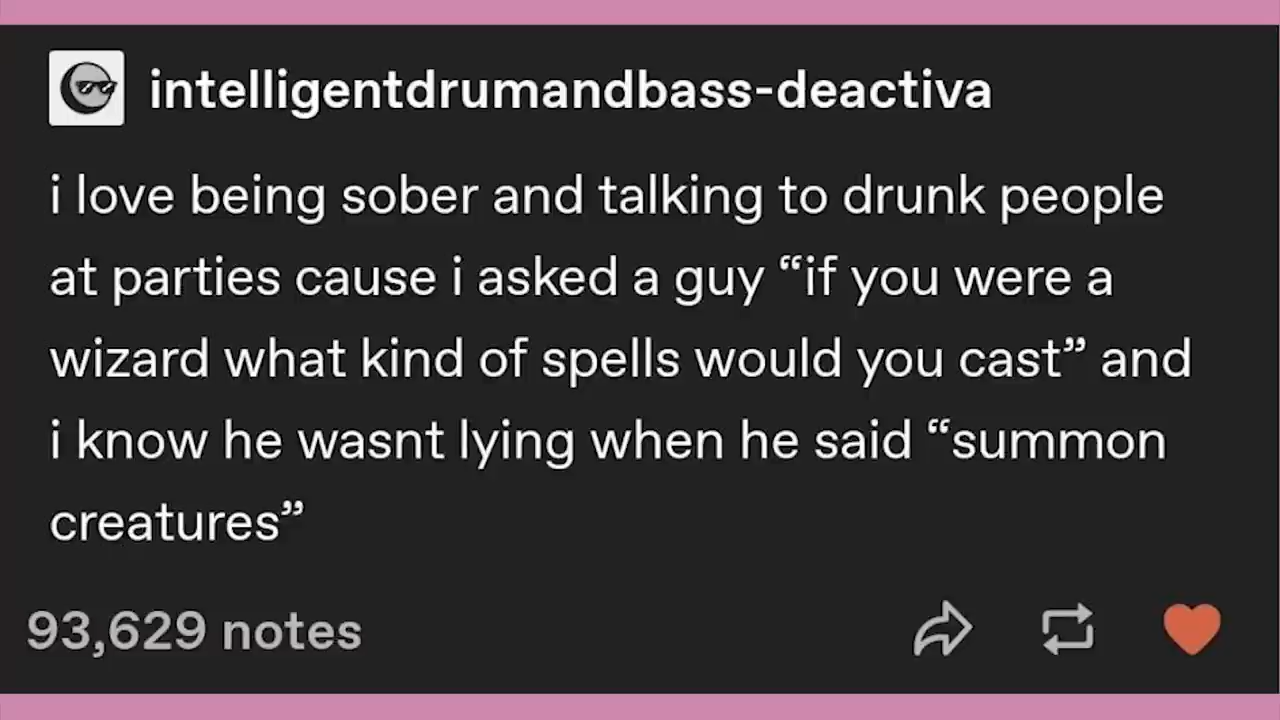 intelligentdrumandbass-deactiva
i love being sober and talking to drunk people
at parties cause i asked a guy “if you were a
wizard what kind of spells would you cast” and
i know he wasnt lying when he said “summon
creatures”
93,629 notes